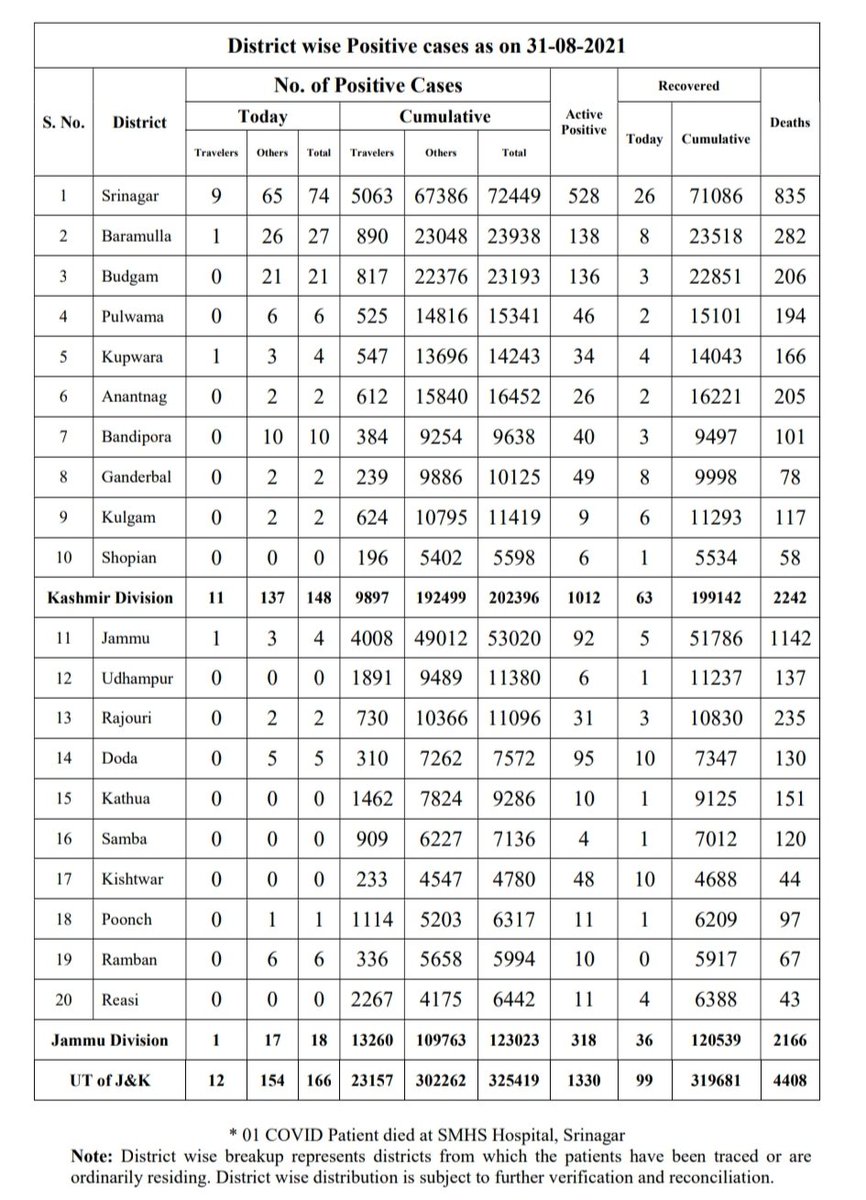 District wise Positive cases as on 31-08-2021
S. No. District No. of Positive Cases Active Positive Recovered Deaths
Today Cumulative Today Cumulative
Travelers Others Total Travelers Others Total
1 Srinagar 9 65 74 5063 67386 72449 528 26 71086 835
2 Baramulla 1 26 27 890 23048 23938 138 8 23518 282
3 Budgam 0 21 21 817 22376 23193 136 3 22851 206
4 Pulwama 0 6 6 525 14816 15341 46 2 15101 194
5 Kupwara 1 3 4 547 13696 14243 34 4 14043 166
6 Anantnag 0 2 2 612 15840 16452 26 2 16221 205
7 Bandipora 0 10 10 384 9254 9638 40 3 9497 101
8 Ganderbal 0 2 2 239 9886 10125 49 8 9998 78
9 Kulgam 0 2 2 624 10795 11419 9 6 11293 117
10 Shopian 0 0 0 196 5402 5598 6 1 5534 58
Kashmir Division 11 137 148 9897 192499 202396 1012 63 199142 2242
11 Jammu 1 3 4 4008 49012 53020 92 5 51786 1142
12 Udhampur 0 0 0 1891 9489 11380 6 1 11237 137
13 Rajouri 0 2 2 730 10366 11096 31 3 10830 235
14 Doda 0 5 5 310 7262 7572 95 10 7347 130
15 Kathua 0 0 0 1462 7824 9286 10 1 9125 151
16 Samba 0 0 0 909 6227 7136 4 1 7012 120
17 Kishtwar 0 0 0 233 4547 4780 48 10 4688 44
18 Poonch 0 1 1 1114 5203 6317 11 1 6209 97
19 Ramban 0 6 6 336 5658 5994 10 0 5917 67
20 Reasi 0 0 0 2267 4175 6442 11 4 6388 43
Jammu Division 1 17 18 13260 109763 123023 318 36 120539 2166
UT of J&K 12 154 166 23157 302262 325419 1330 99 319681 4408
* 01 COVID Patient died at SMHS Hospital, Srinagar
Note: District wise breakup represents districts from which the patients have been traced or are
ordinarily residing. District wise distribution is subject to further verification and reconciliation.